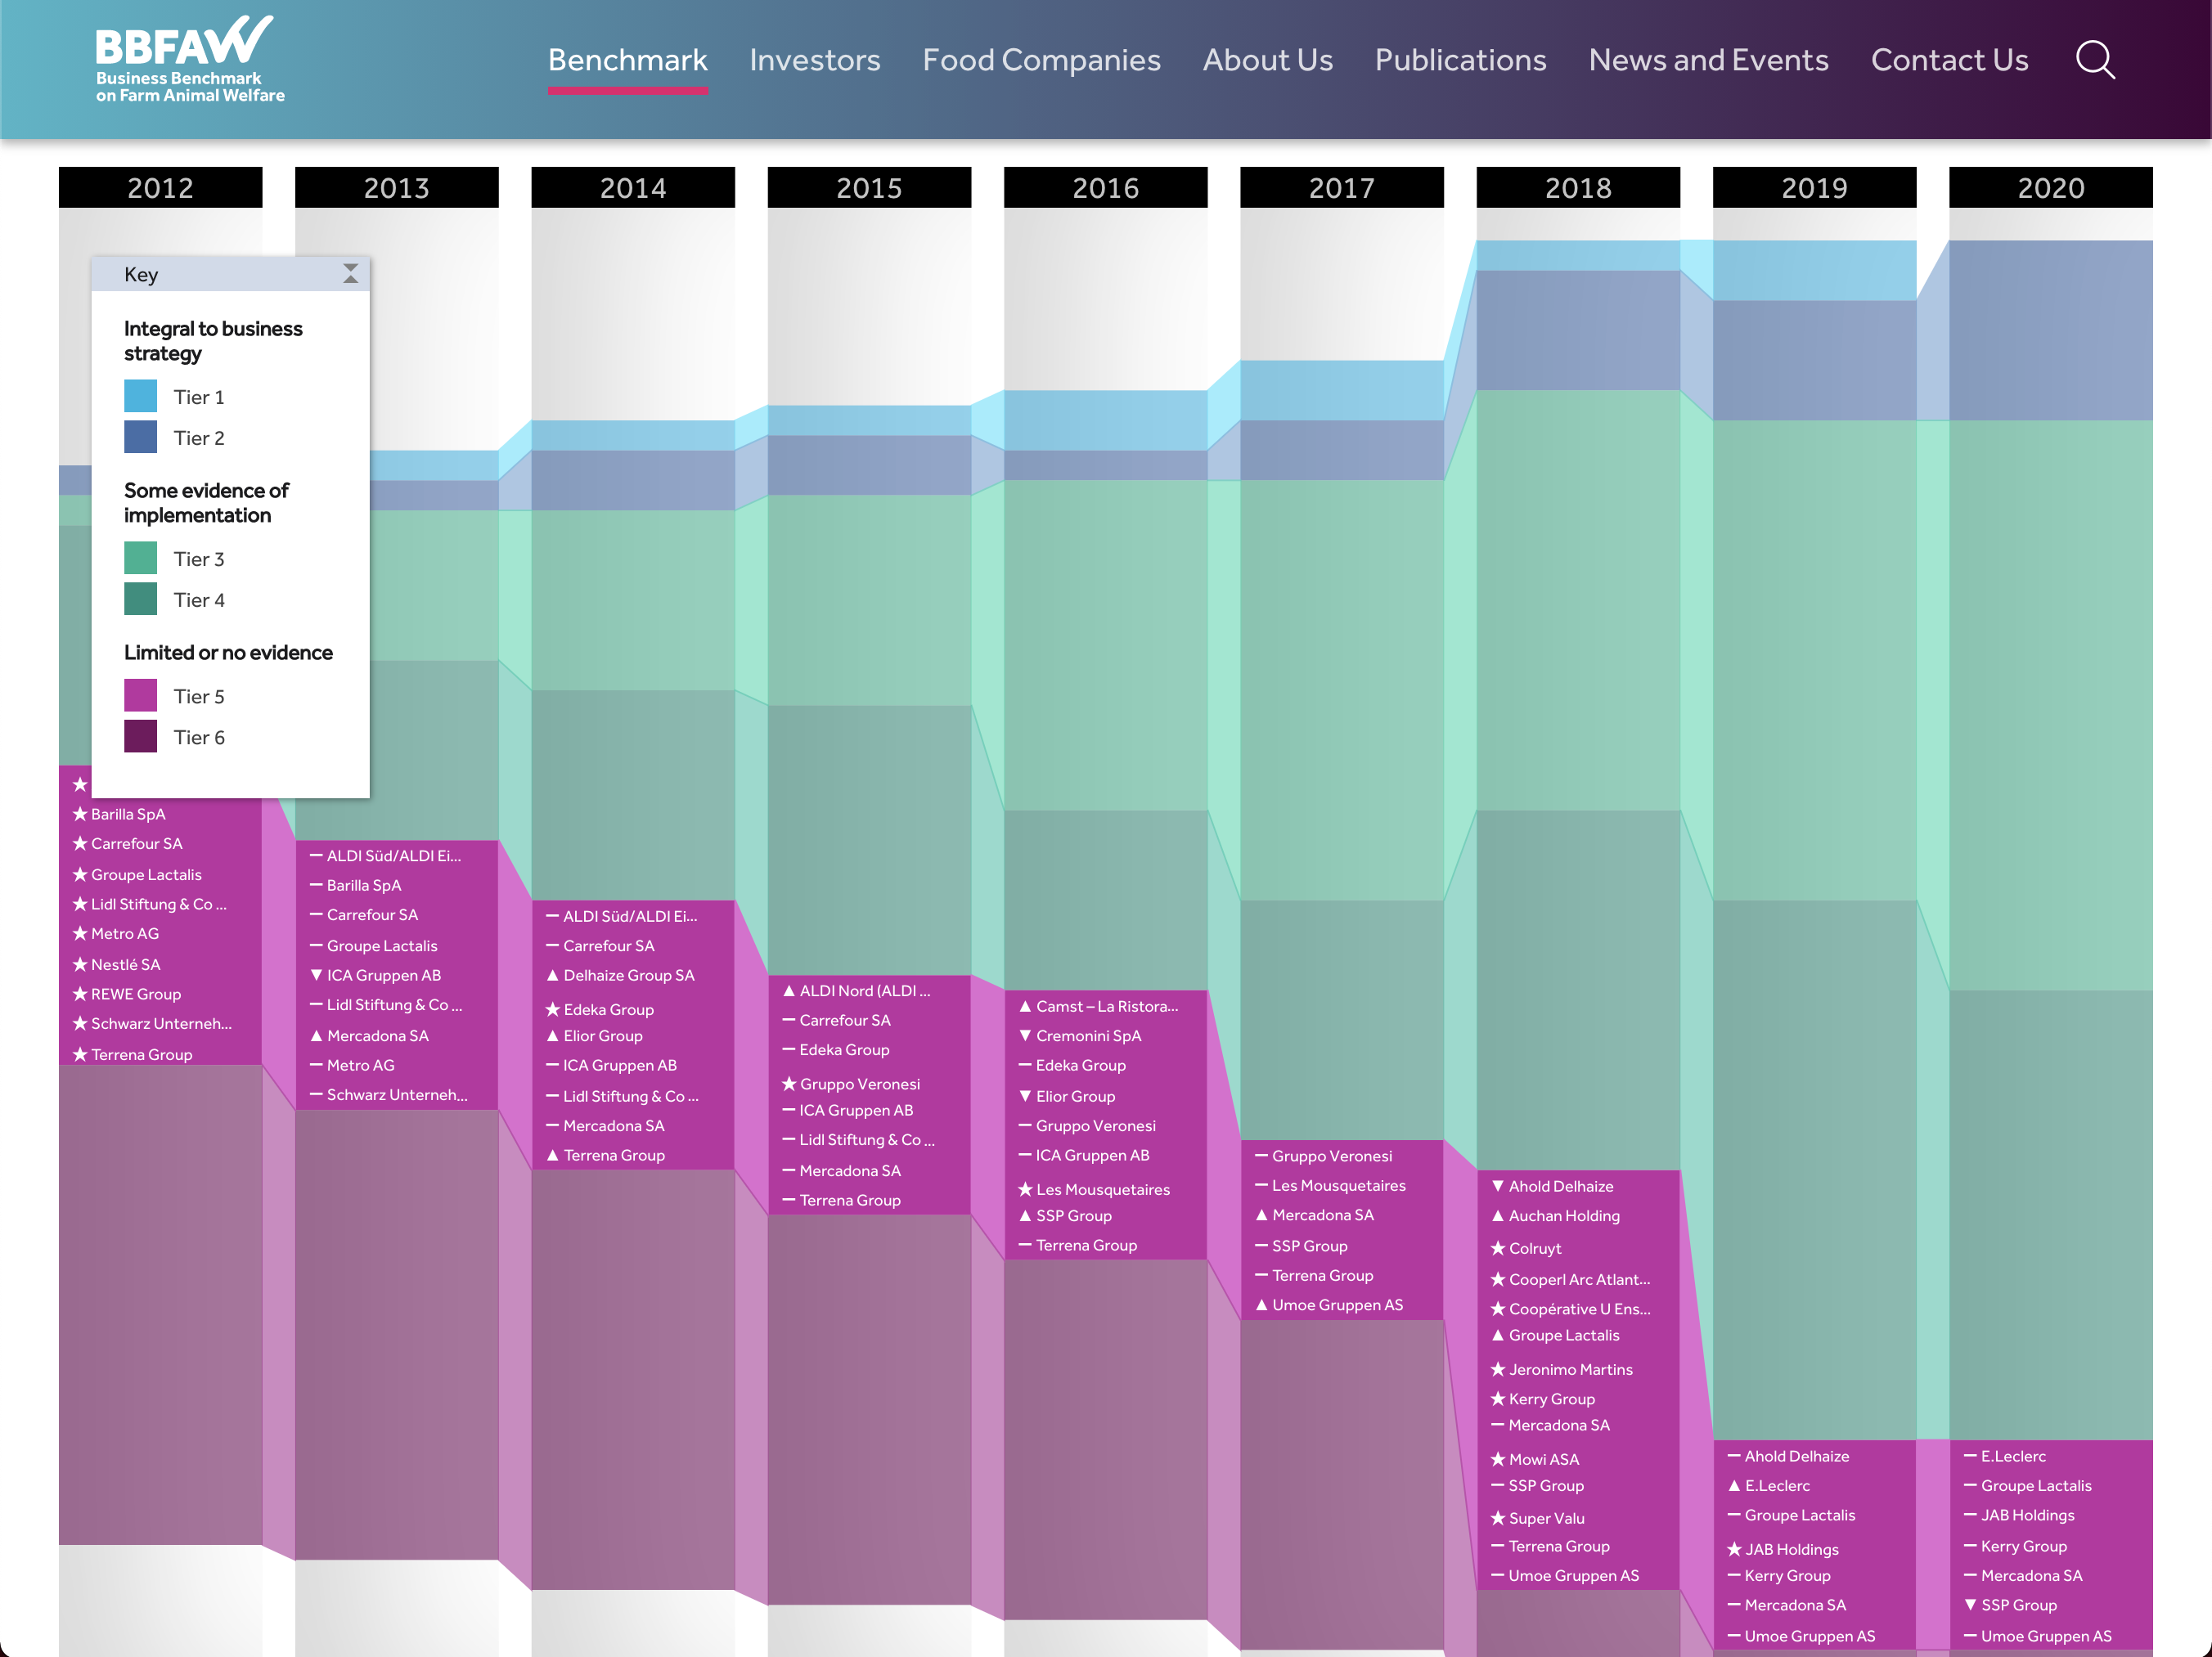 BBFAW
Business Benchmark
on Farm Animal Welfare
Benchmark
Investors
Food Companies
About Us
Publications
News and Events
Contact Us
2012
2013
2014
2015
2016
2017
2018
2019
2020
Key
Integral to business
strategy
Tier 1
Tier 2
Some evidence of
implementation
Tier 3
Tier 4
Limited or no evidence
Tier 5
Tier 6
★
★ Barilla SpA
★ Carrefour SA
★ Groupe Lactalis
★ Lidl Stiftung & Co ...
★ Metro AG
★ Nestlé SA
★ REWE Group
★ Schwarz Unterneh...
★ Terrena Group
— ALDI Süd/ALDI Ei...
— Barilla SpA
— Carrefour SA
— Groupe Lactalis
▼ ICA Gruppen AB
— Lidl Stiftung & Co ...
▲ Mercadona SA
— Metro AG
— Schwarz Unterneh...
— ALDI Süd/ALDI Ei...
— Carrefour SA
▲ Delhaize Group SA
★ Edeka Group
▲ Elior Group
— ICA Gruppen AB
— Lidl Stiftung & Co ...
— Mercadona SA
▲ Terrena Group
▲ ALDI Nord (ALDI ...
— Carrefour SA
— Edeka Group
★ Gruppo Veronesi
— ICA Gruppen AB
— Lidl Stiftung & Co ...
— Mercadona SA
— Terrena Group
▲ Camst – La Ristora...
▼ Cremonini SpA
— Edeka Group
▼ Elior Group
— Gruppo Veronesi
— ICA Gruppen AB
★ Les Mousquetaires
▲ SSP Group
— Terrena Group
— Gruppo Veronesi
— Les Mousquetaires
▲ Mercadona SA
— SSP Group
— Terrena Group
▲ Umoe Gruppen AS
▼ Ahold Delhaize
▲ Auchan Holding
★ Colruyt
★ Cooperl Arc Atlant...
★ Coopérative U Ens...
▲ Groupe Lactalis
★ Jeronimo Martins
★ Kerry Group
— Mercadona SA
★ Mowi ASA
— SSP Group
★ Super Valu
— Terrena Group
— Umoe Gruppen AS
— Ahold Delhaize
▲ E.Leclerc
— Groupe Lactalis
★ JAB Holdings
— Kerry Group
— Mercadona SA
— Umoe Gruppen AS
— E.Leclerc
— Groupe Lactalis
— JAB Holdings
— Kerry Group
— Mercadona SA
▼ SSP Group
— Umoe Gruppen AS